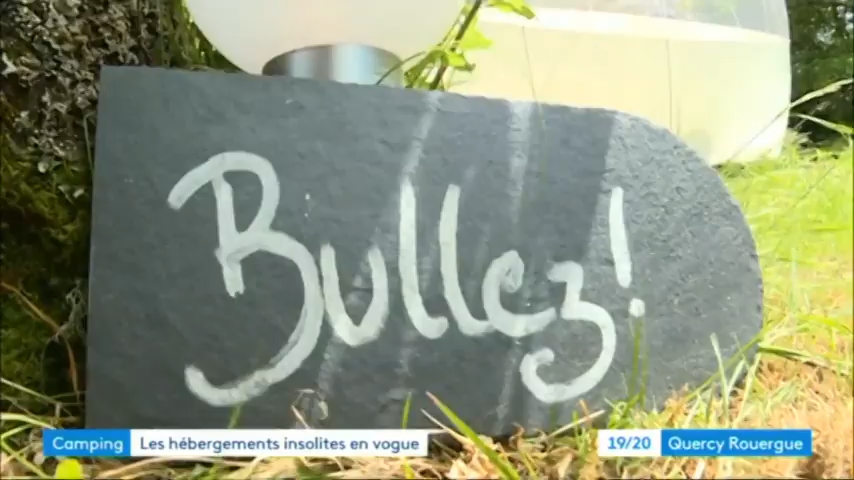 Bullez!
Camping Les hébergements insolites en vogue 19/20 Quercy Rouergue